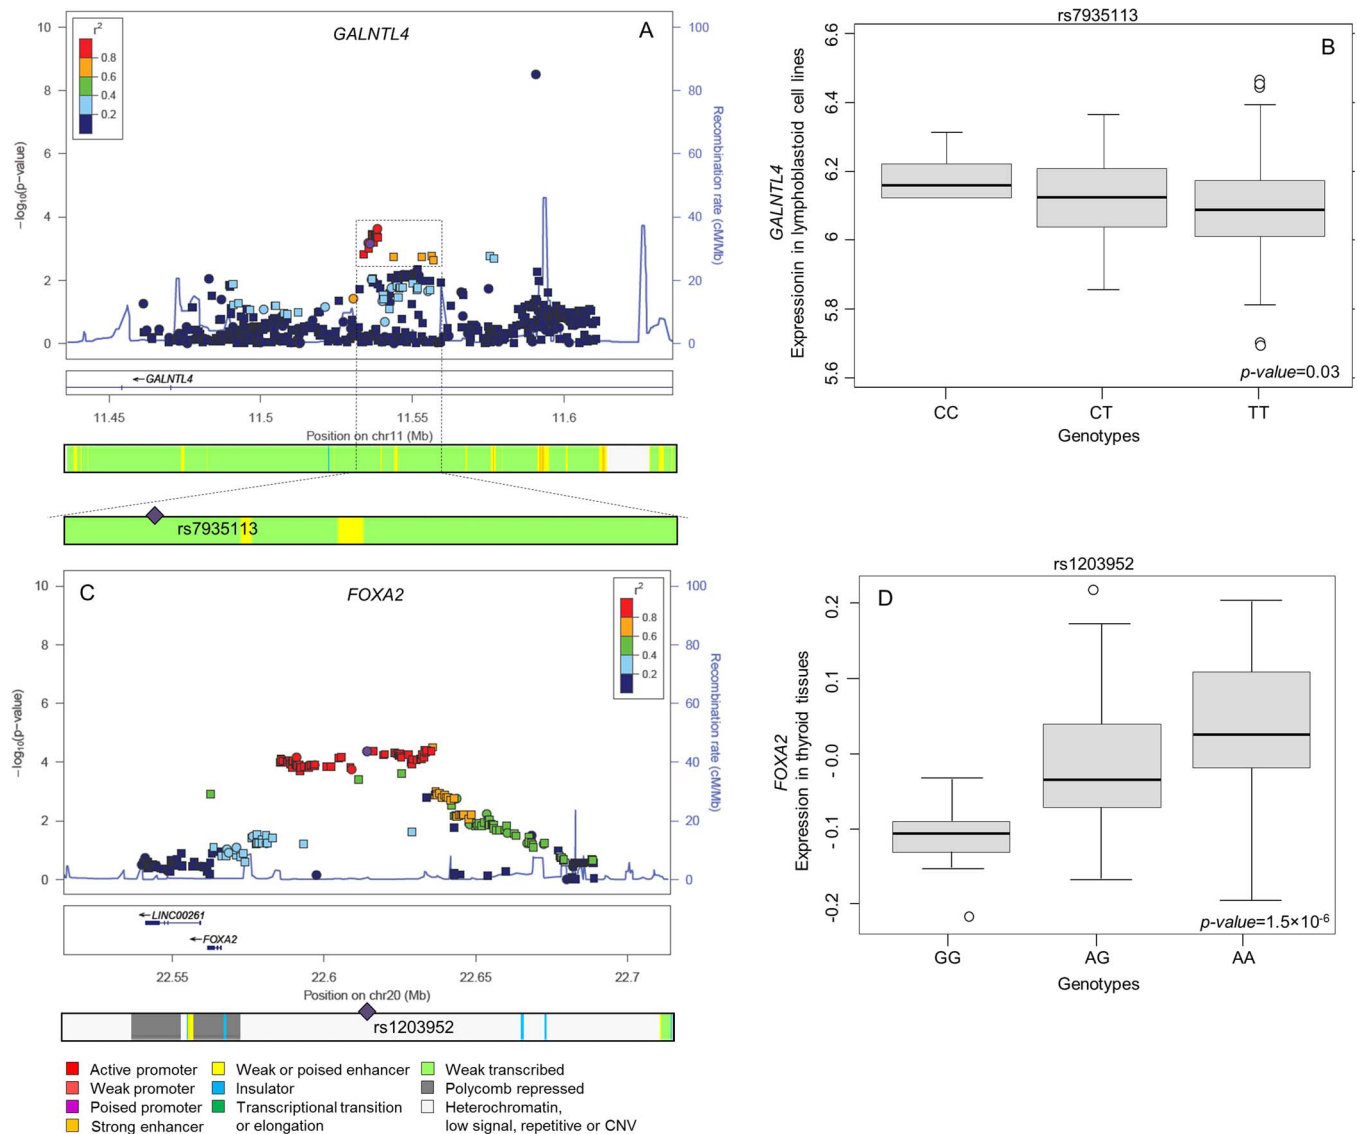 GALNTL4
A
r²
0.8
0.6
0.4
0.2
10
8
6
4
2
0
−log₁₀(p-value)
100
80
60
40
20
0
Recombination rate (cM/Mb)
←GALNTL4
11.45 11.5 11.55 11.6
Position on chr11 (Mb)
rs7935113
rs7935113
B
GALNTL4
Expressionin in lymphoblastoid cell lines
6.6
6.4
6.2
6
5.8
5.6
p-value=0.03
CC CT TT
Genotypes
C
FOXA2
r²
0.8
0.6
0.4
0.2
10
8
6
4
2
0
−log₁₀(p-value)
100
80
60
40
20
0
Recombination rate (cM/Mb)
←LINC00261
←FOXA2
22.55 22.6 22.65 22.7
Position on chr20 (Mb)
rs1203952
rs1203952
D
FOXA2
Expression in thyroid tissues
0.2
0.1
-0.0
-0.1
-0.2
p-value=1.5×10⁻⁶
GG AG AA
Genotypes
Active promoter
Weak promoter
Poised promoter
Strong enhancer
Weak or poised enhancer
Insulator
Transcriptional transition
or elongation
Weak transcribed
Polycomb repressed
Heterochromatin,
low signal, repetitive or CNV